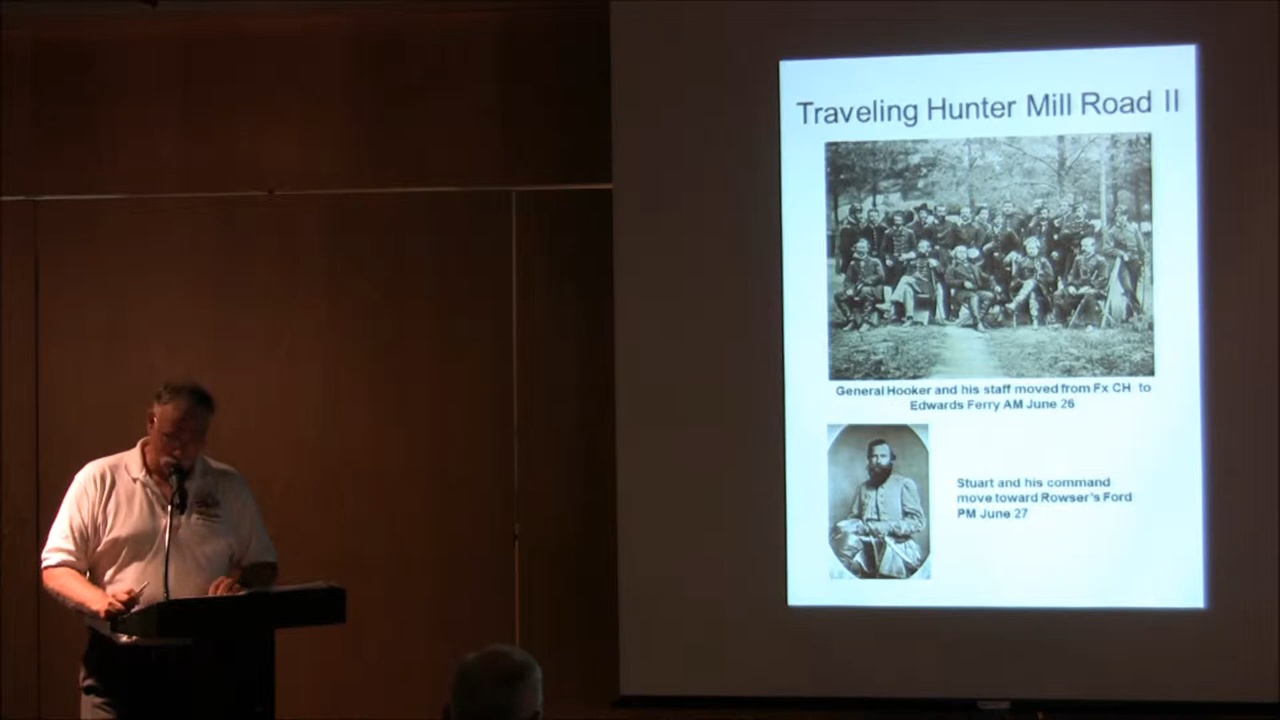 Traveling Hunter Mill Road II
General Hooker and his staff moved from Fx CH to
Edwards Ferry AM June 26
Stuart and his command
move toward Rowser's Ford
PM June 27